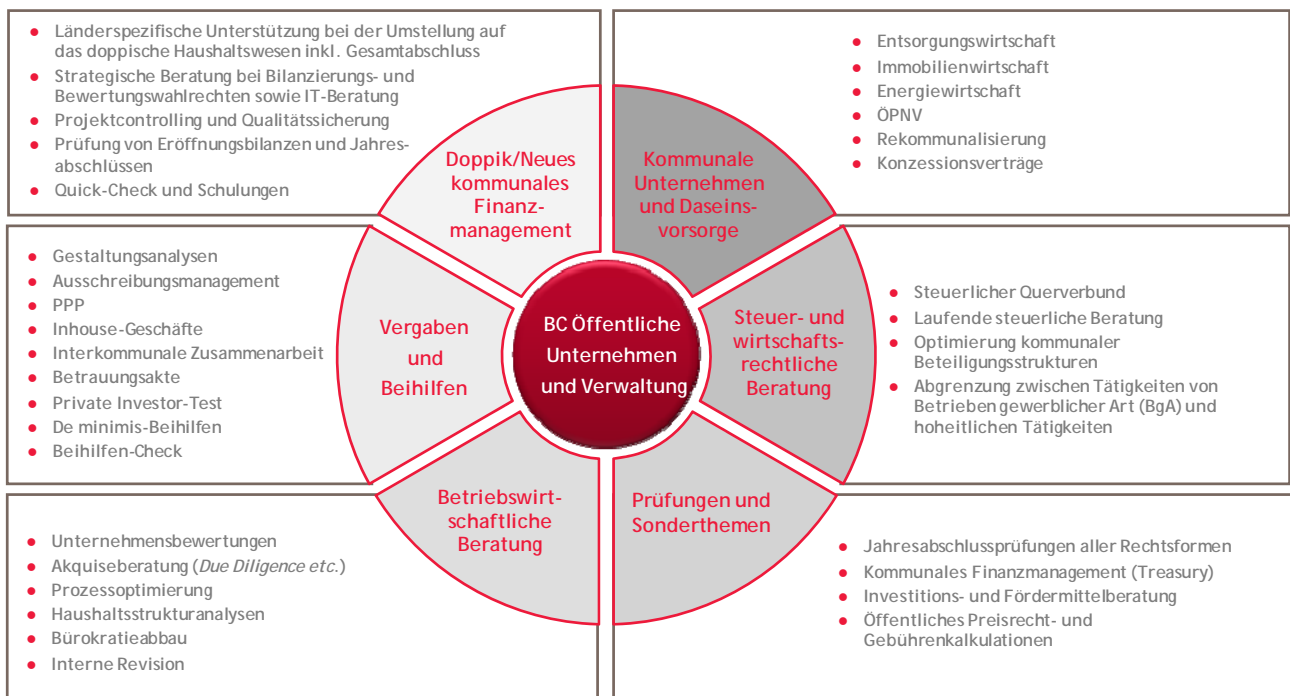 Länderspezifische Unterstützung bei der Umstellung auf
das doppische Haushaltswesen inkl. Gesamtabschluss
Strategische Beratung bei Bilanzierungs- und
Bewertungswahlrechten sowie IT-Beratung
Projektcontrolling und Qualitätssicherung
Prüfung von Eröffnungsbilanzen und Jahres-
abschlüssen
Quick-Check und Schulungen
Doppik/Neues
kommunales
Finanz-
management
Kommunale
Unternehmen
und Daseins-
vorsorge
Entsorgungswirtschaft
Immobilienwirtschaft
Energiewirtschaft
ÖPNV
Rekommunalisierung
Konzessionsverträge
Gestaltungsanalysen
Ausschreibungsmanagement
PPP
Inhouse-Geschäfte
Interkommunale Zusammenarbeit
Betrauungsakte
Private Investor-Test
De minimis-Beihilfen
Beihilfen-Check
Vergaben
und
Beihilfen
BC Öffentliche
Unternehmen
und Verwaltung
Steuer- und
wirtschafts-
rechtliche
Beratung
Steuerlicher Querverbund
Laufende steuerliche Beratung
Optimierung kommunaler
Beteiligungsstrukturen
Abgrenzung zwischen Tätigkeiten von
Betrieben gewerblicher Art (BgA) und
hoheitlichen Tätigkeiten
Unternehmensbewertungen
Akquiseberatung (Due Diligence etc.)
Prozessoptimierung
Haushaltsstrukturanalysen
Bürokratieabbau
Interne Revision
Betriebswirt-
schaftliche
Beratung
Prüfungen und
Sonderthemen
Jahresabschlussprüfungen aller Rechtsformen
Kommunales Finanzmanagement (Treasury)
Investitions- und Fördermittelberatung
Öffentliches Preisrecht- und
Gebührenkalkulationen